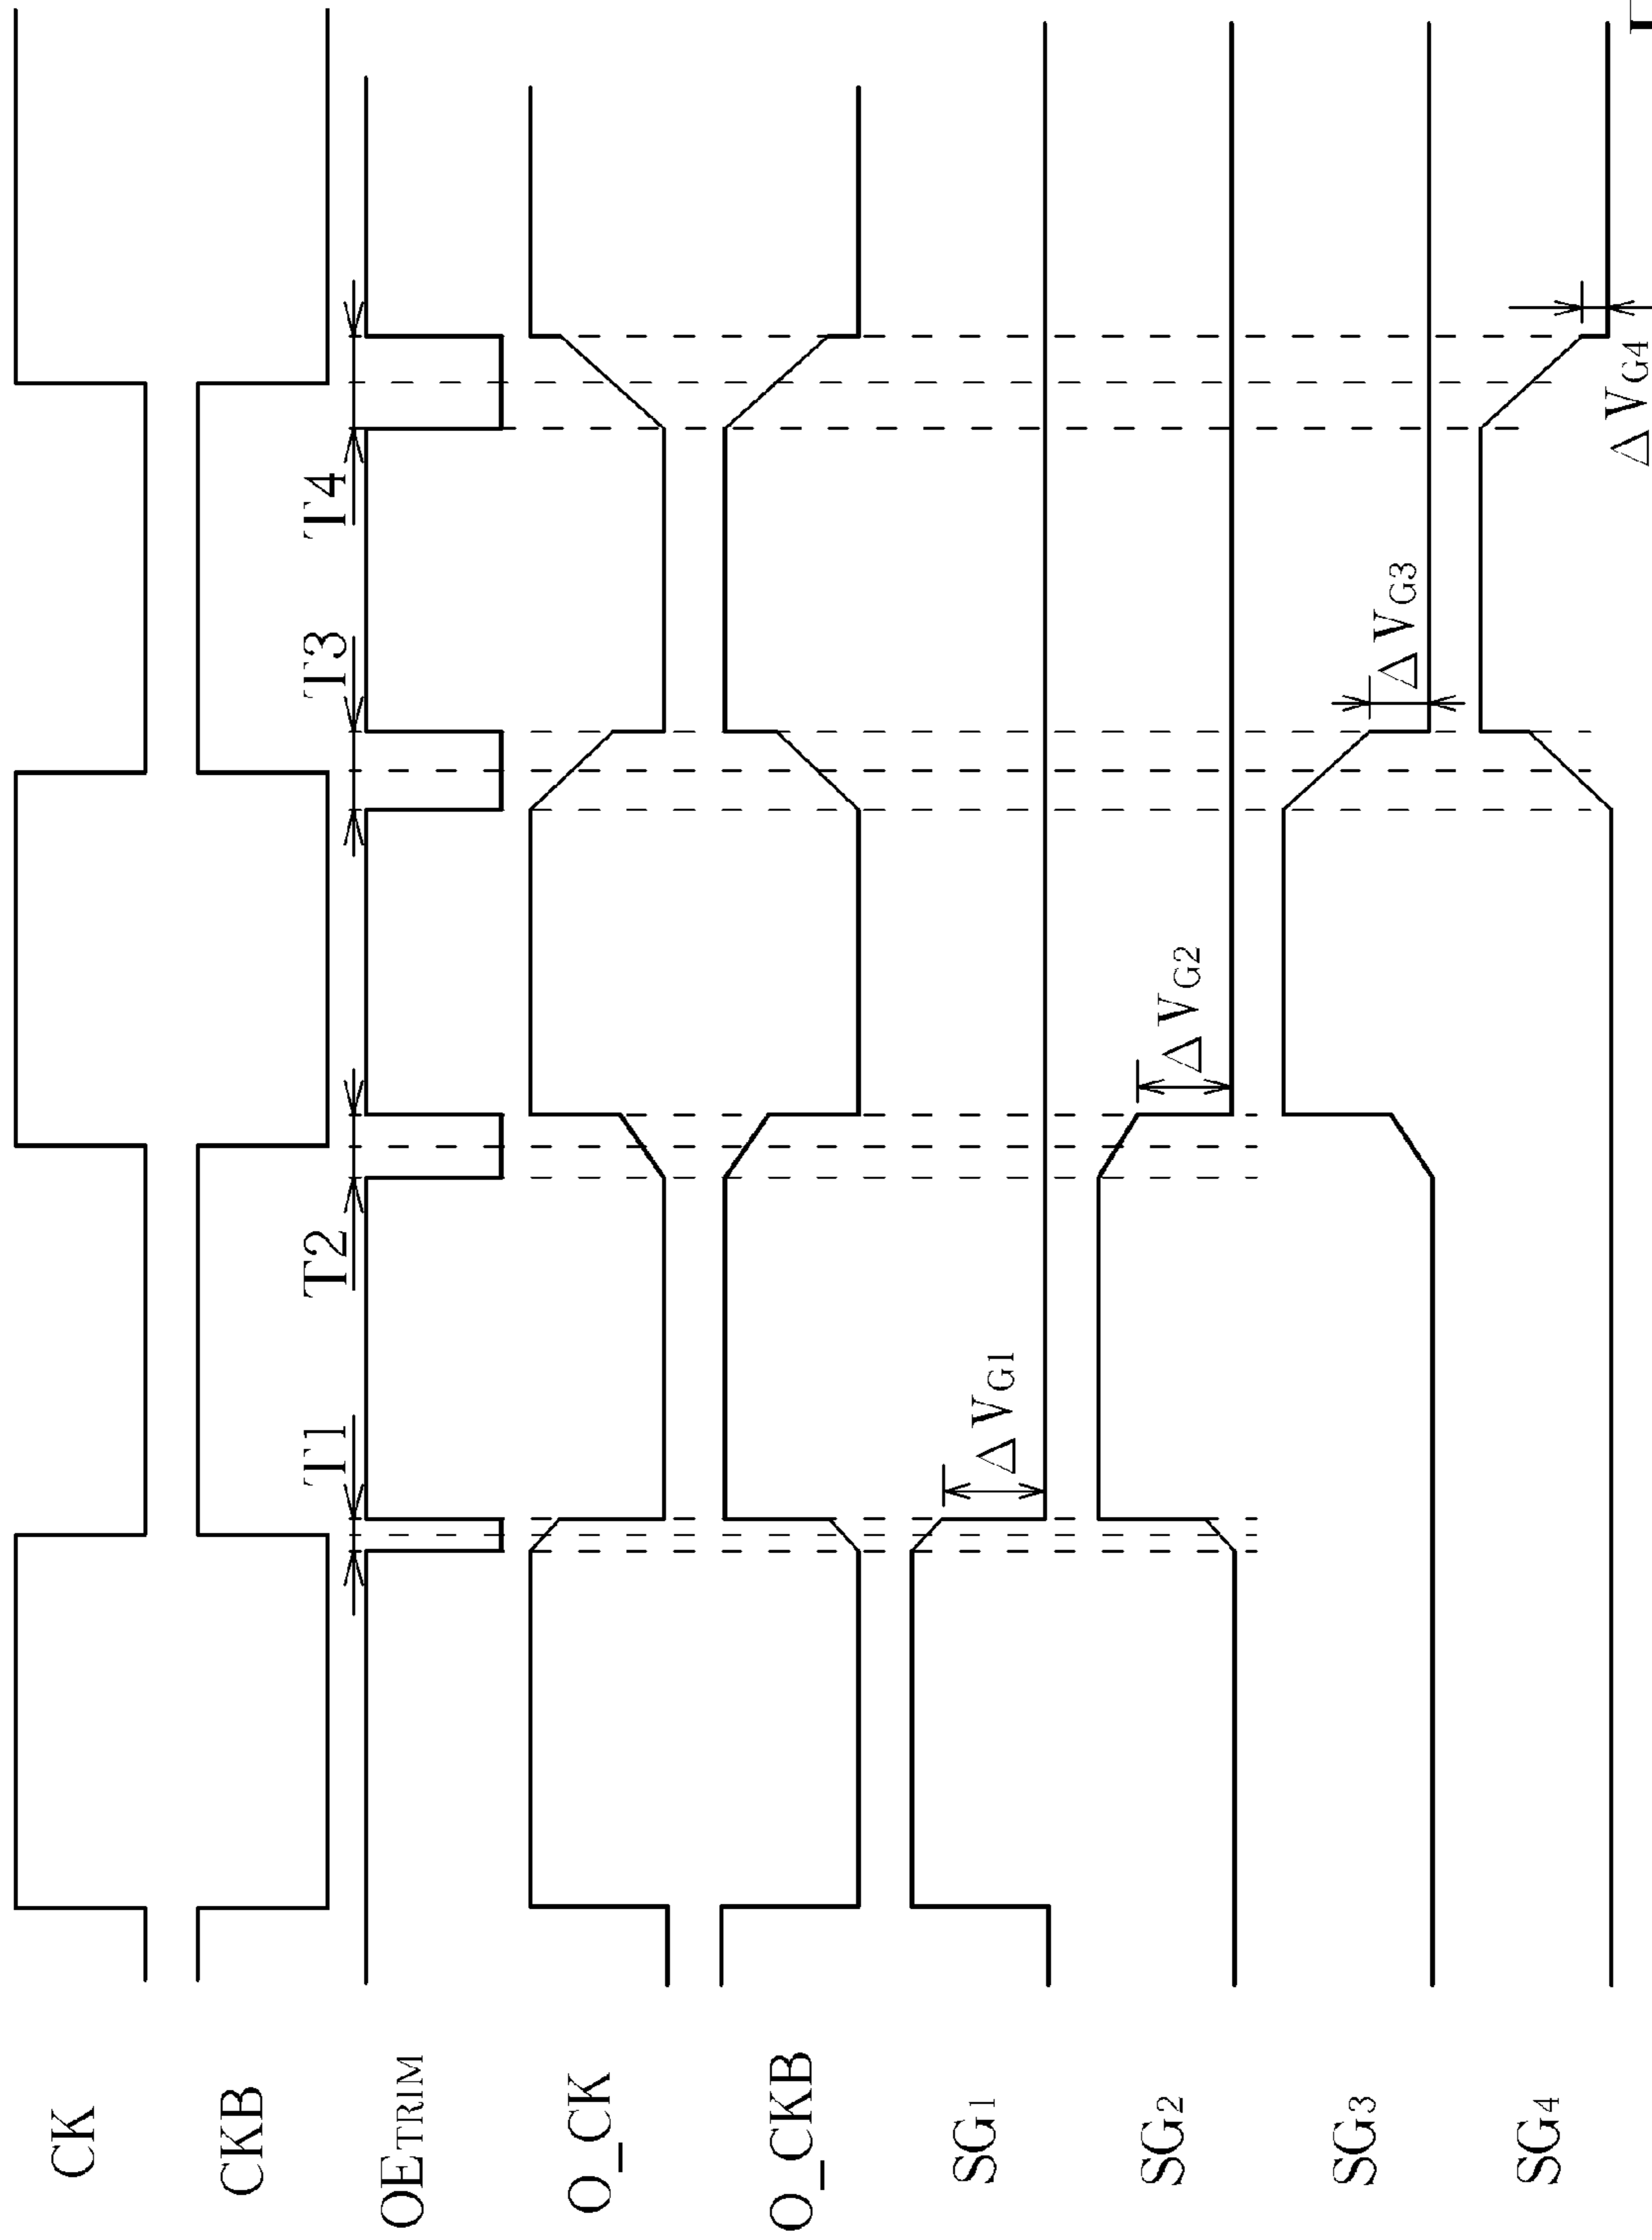 CK
CKB
OETRIM
O_CK
O_CKB
SG1
SG2
SG3
SG4
T1
T2
T3
T4
ΔVG1
ΔVG2
ΔVG3
ΔVG4